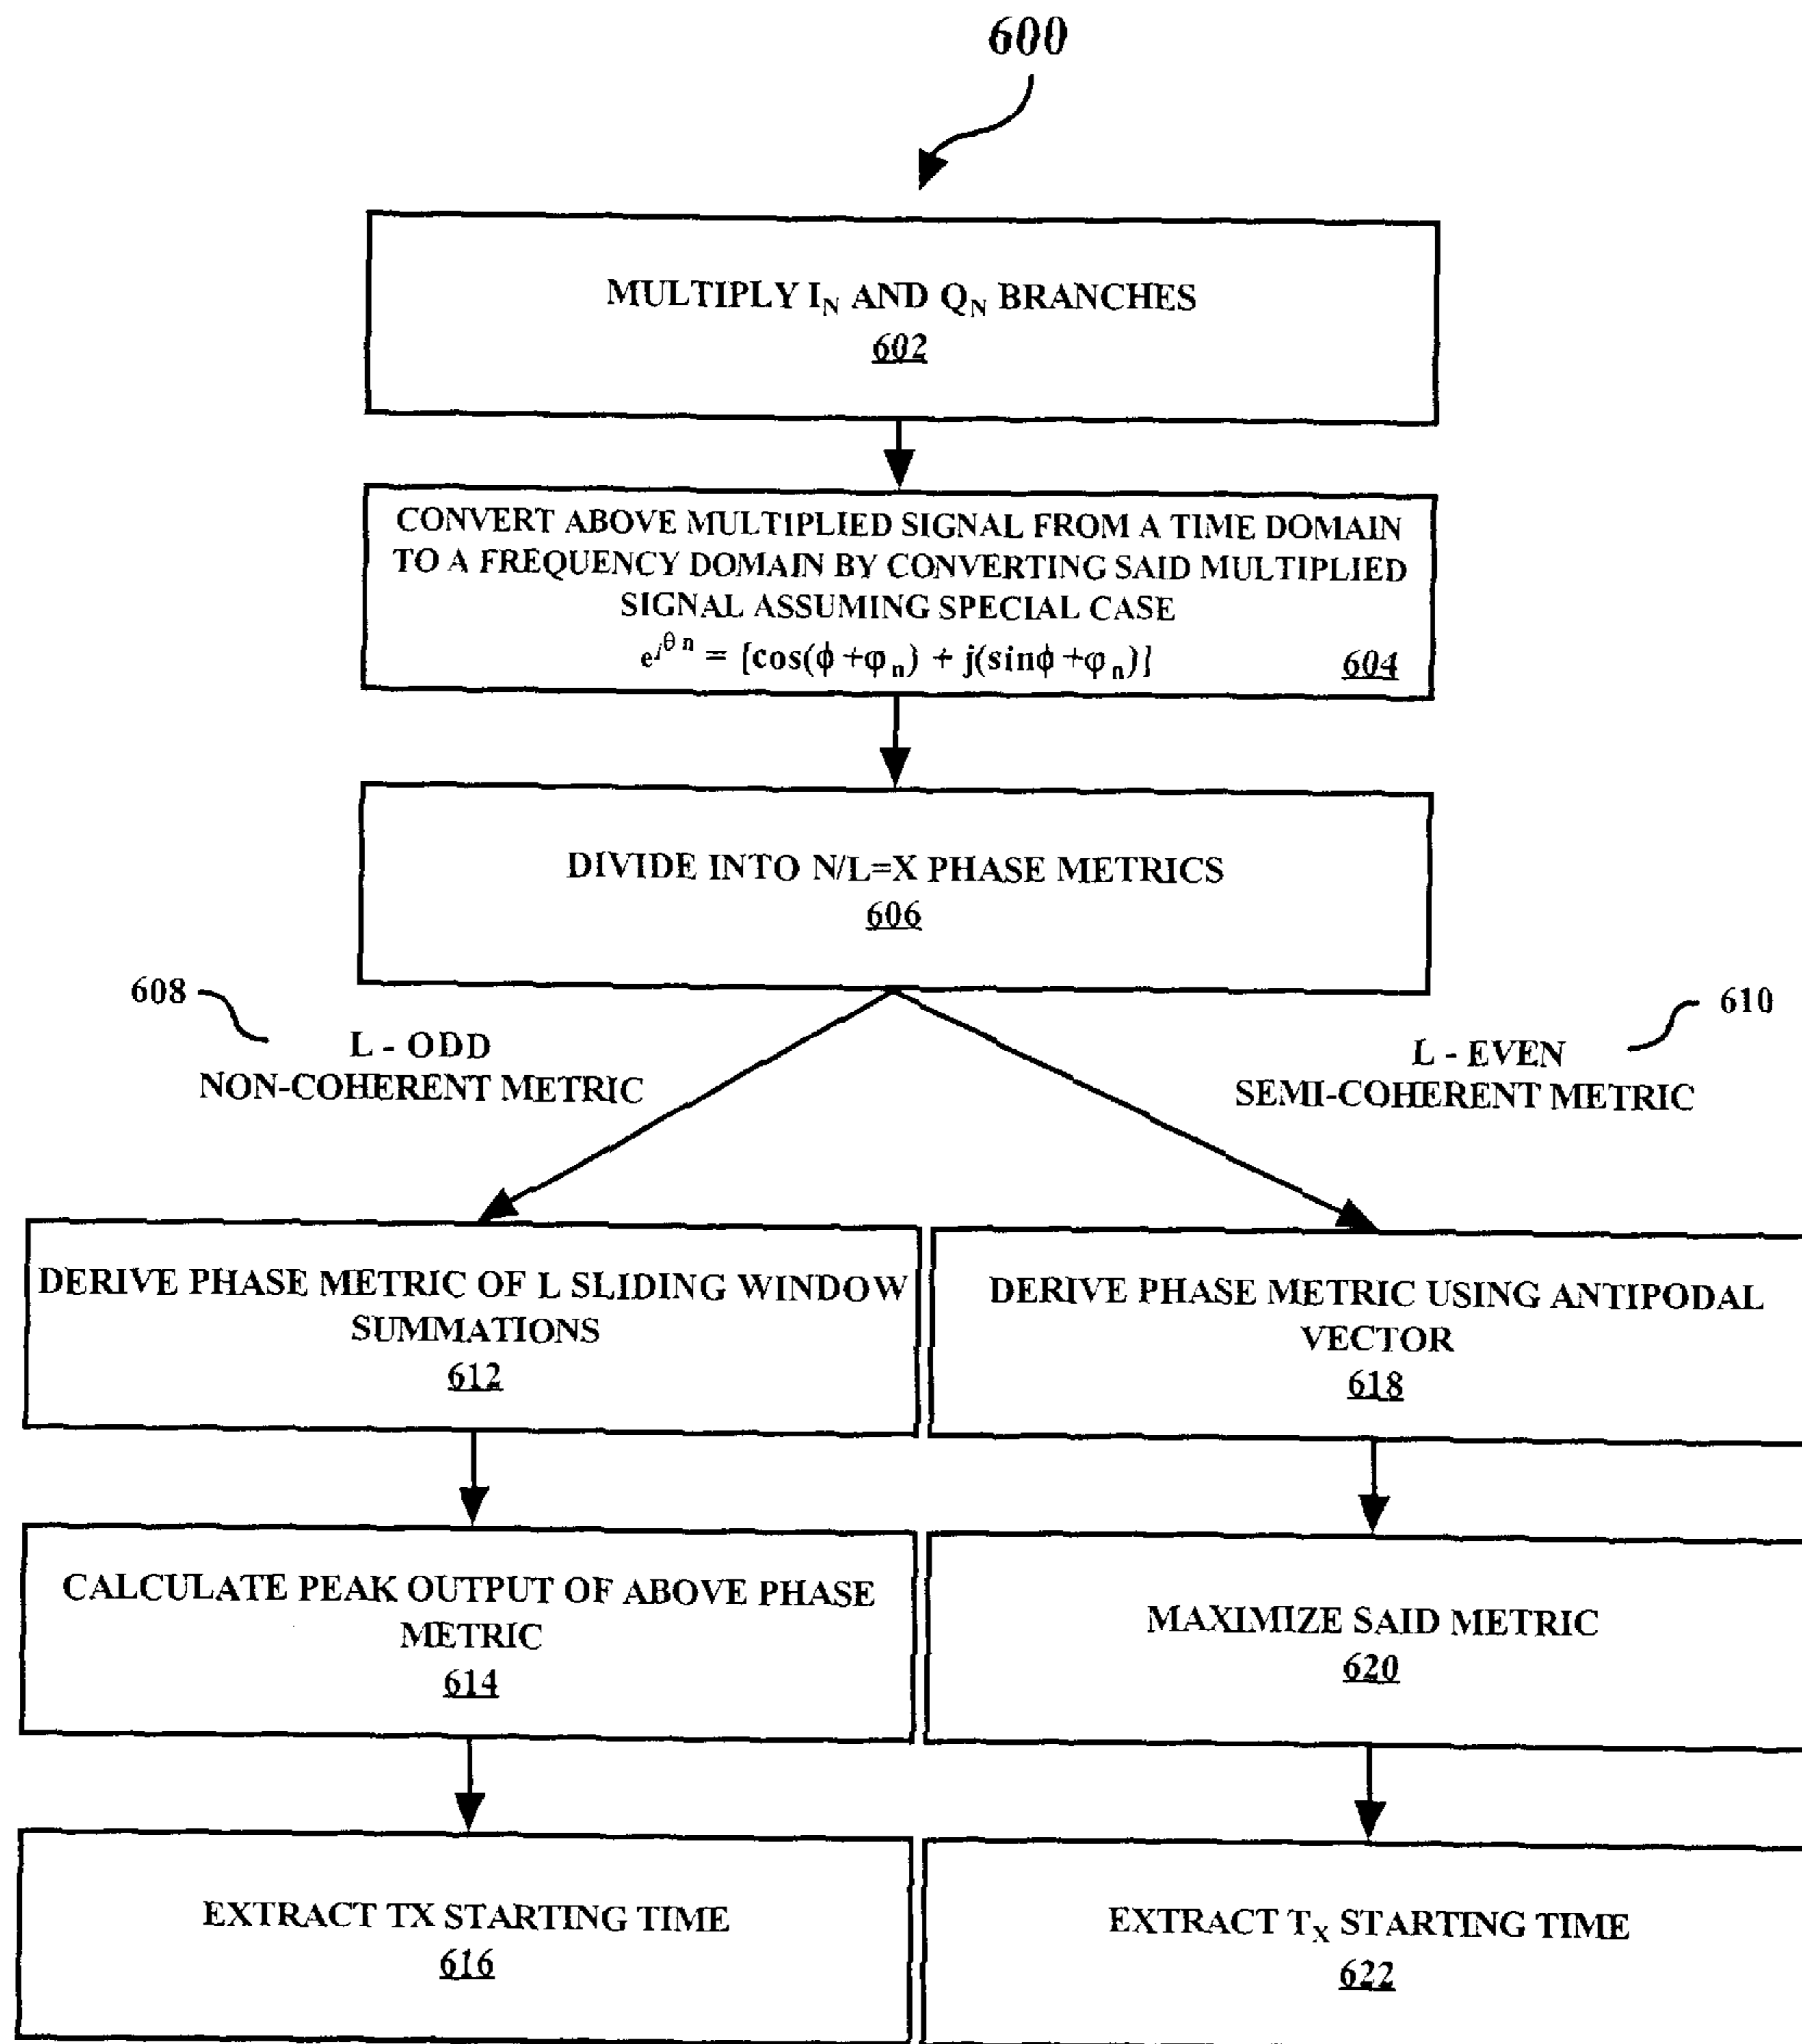 600
MULTIPLY I_N AND Q_N BRANCHES
602
CONVERT ABOVE MULTIPLIED SIGNAL FROM A TIME DOMAIN
TO A FREQUENCY DOMAIN BY CONVERTING SAID MULTIPLIED
SIGNAL ASSUMING SPECIAL CASE
e^{jθ n} = [cos(ϕ+φ_n) + j(sinϕ+φ_n)]
604
DIVIDE INTO N/L=X PHASE METRICS
606
608
L - ODD
NON-COHERENT METRIC
610
L - EVEN
SEMI-COHERENT METRIC
DERIVE PHASE METRIC OF L SLIDING WINDOW
SUMMATIONS
612
DERIVE PHASE METRIC USING ANTIPODAL
VECTOR
618
CALCULATE PEAK OUTPUT OF ABOVE PHASE
METRIC
614
MAXIMIZE SAID METRIC
620
EXTRACT TX STARTING TIME
616
EXTRACT T_X STARTING TIME
622